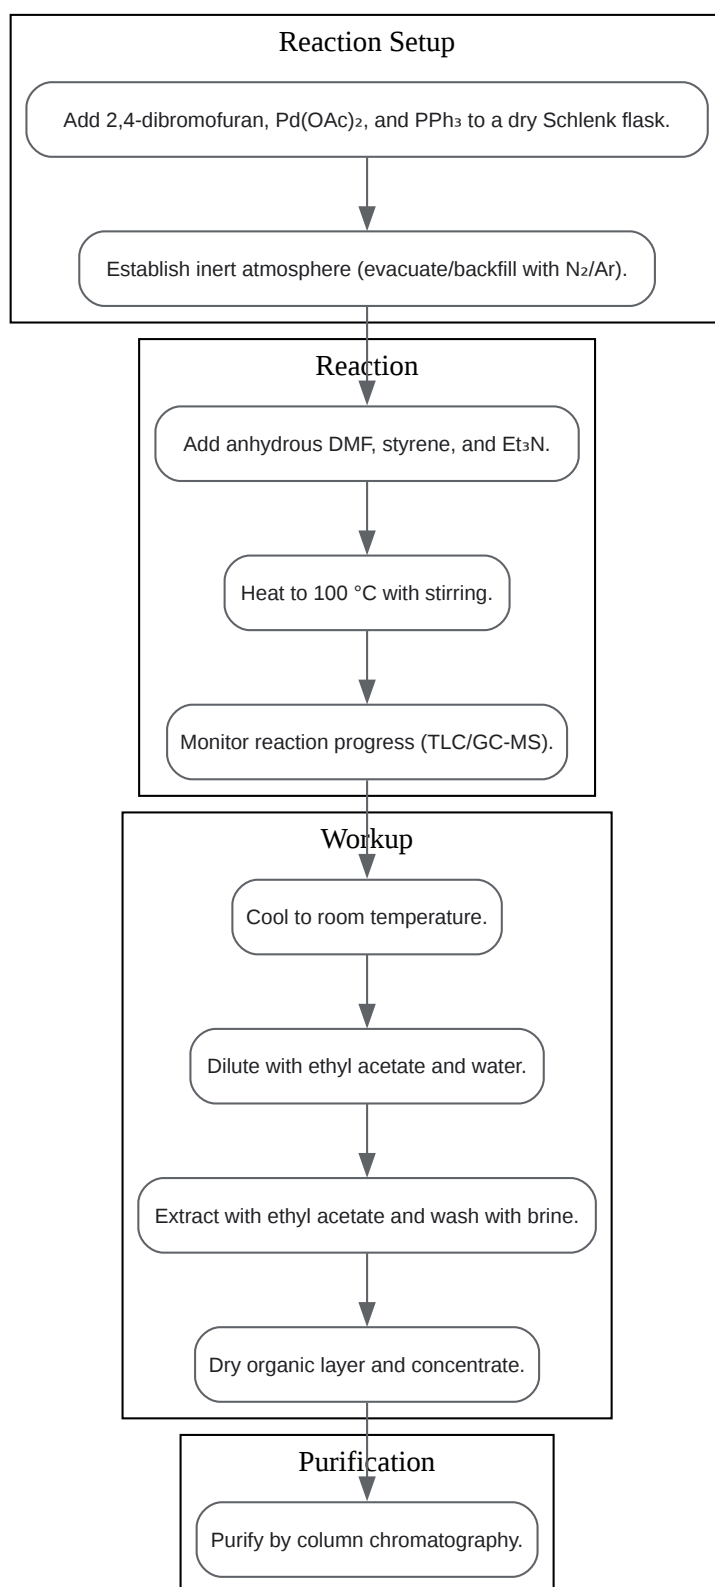 Reaction Setup
Add 2,4-dibromofuran, Pd(OAc)₂, and PPh₃ to a dry Schlenk flask.
Establish inert atmosphere (evacuate/backfill with N₂/Ar).
Reaction
Add anhydrous DMF, styrene, and Et₃N.
Heat to 100 °C with stirring.
Monitor reaction progress (TLC/GC-MS).
Workup
Cool to room temperature.
Dilute with ethyl acetate and water.
Extract with ethyl acetate and wash with brine.
Dry organic layer and concentrate.
Purification
Purify by column chromatography.